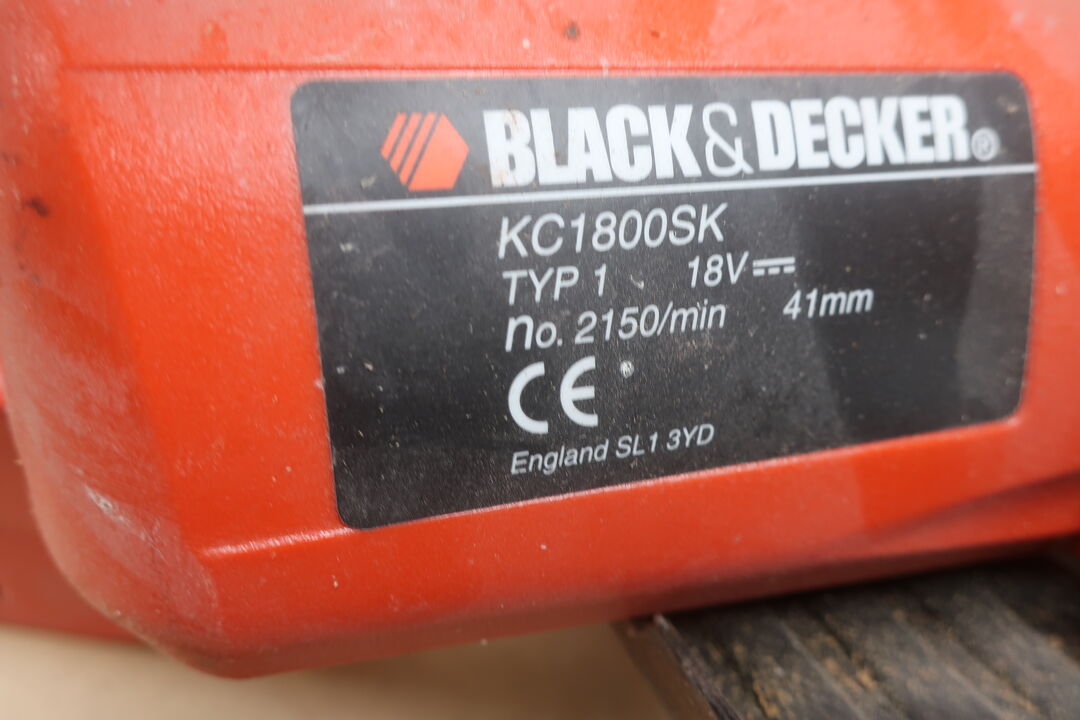 BLACK&DECKER®
KC1800SK
TYP 1 18V
no. 2150/min 41mm
CE
England SL1 3YD